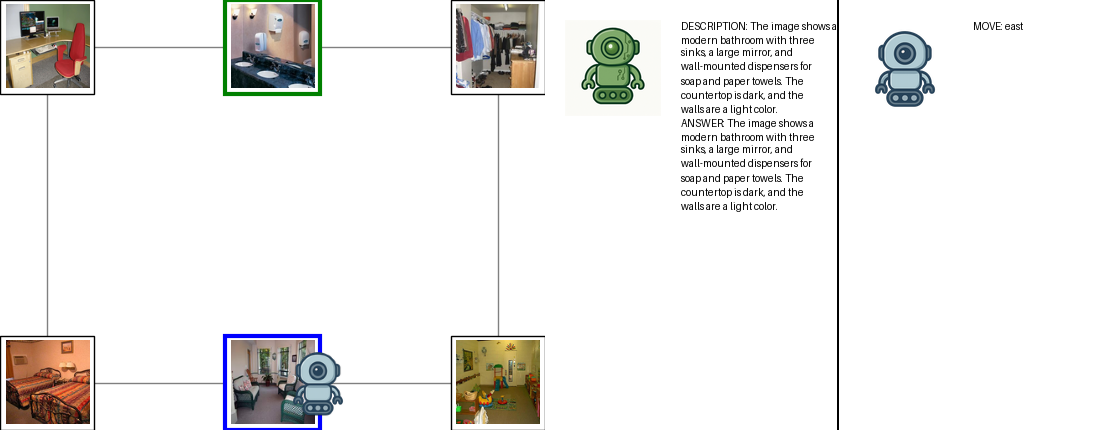 DESCRIPTION: The image shows a
modern bathroom with three
sinks, a large mirror, and
wall-mounted dispensers for
soap and paper towels. The
countertop is dark, and the
walls are a light color.
ANSWER: The image shows a
modern bathroom with three
sinks, a large mirror, and
wall-mounted dispensers for
soap and paper towels. The
countertop is dark, and the
walls are a light color.
MOVE: east